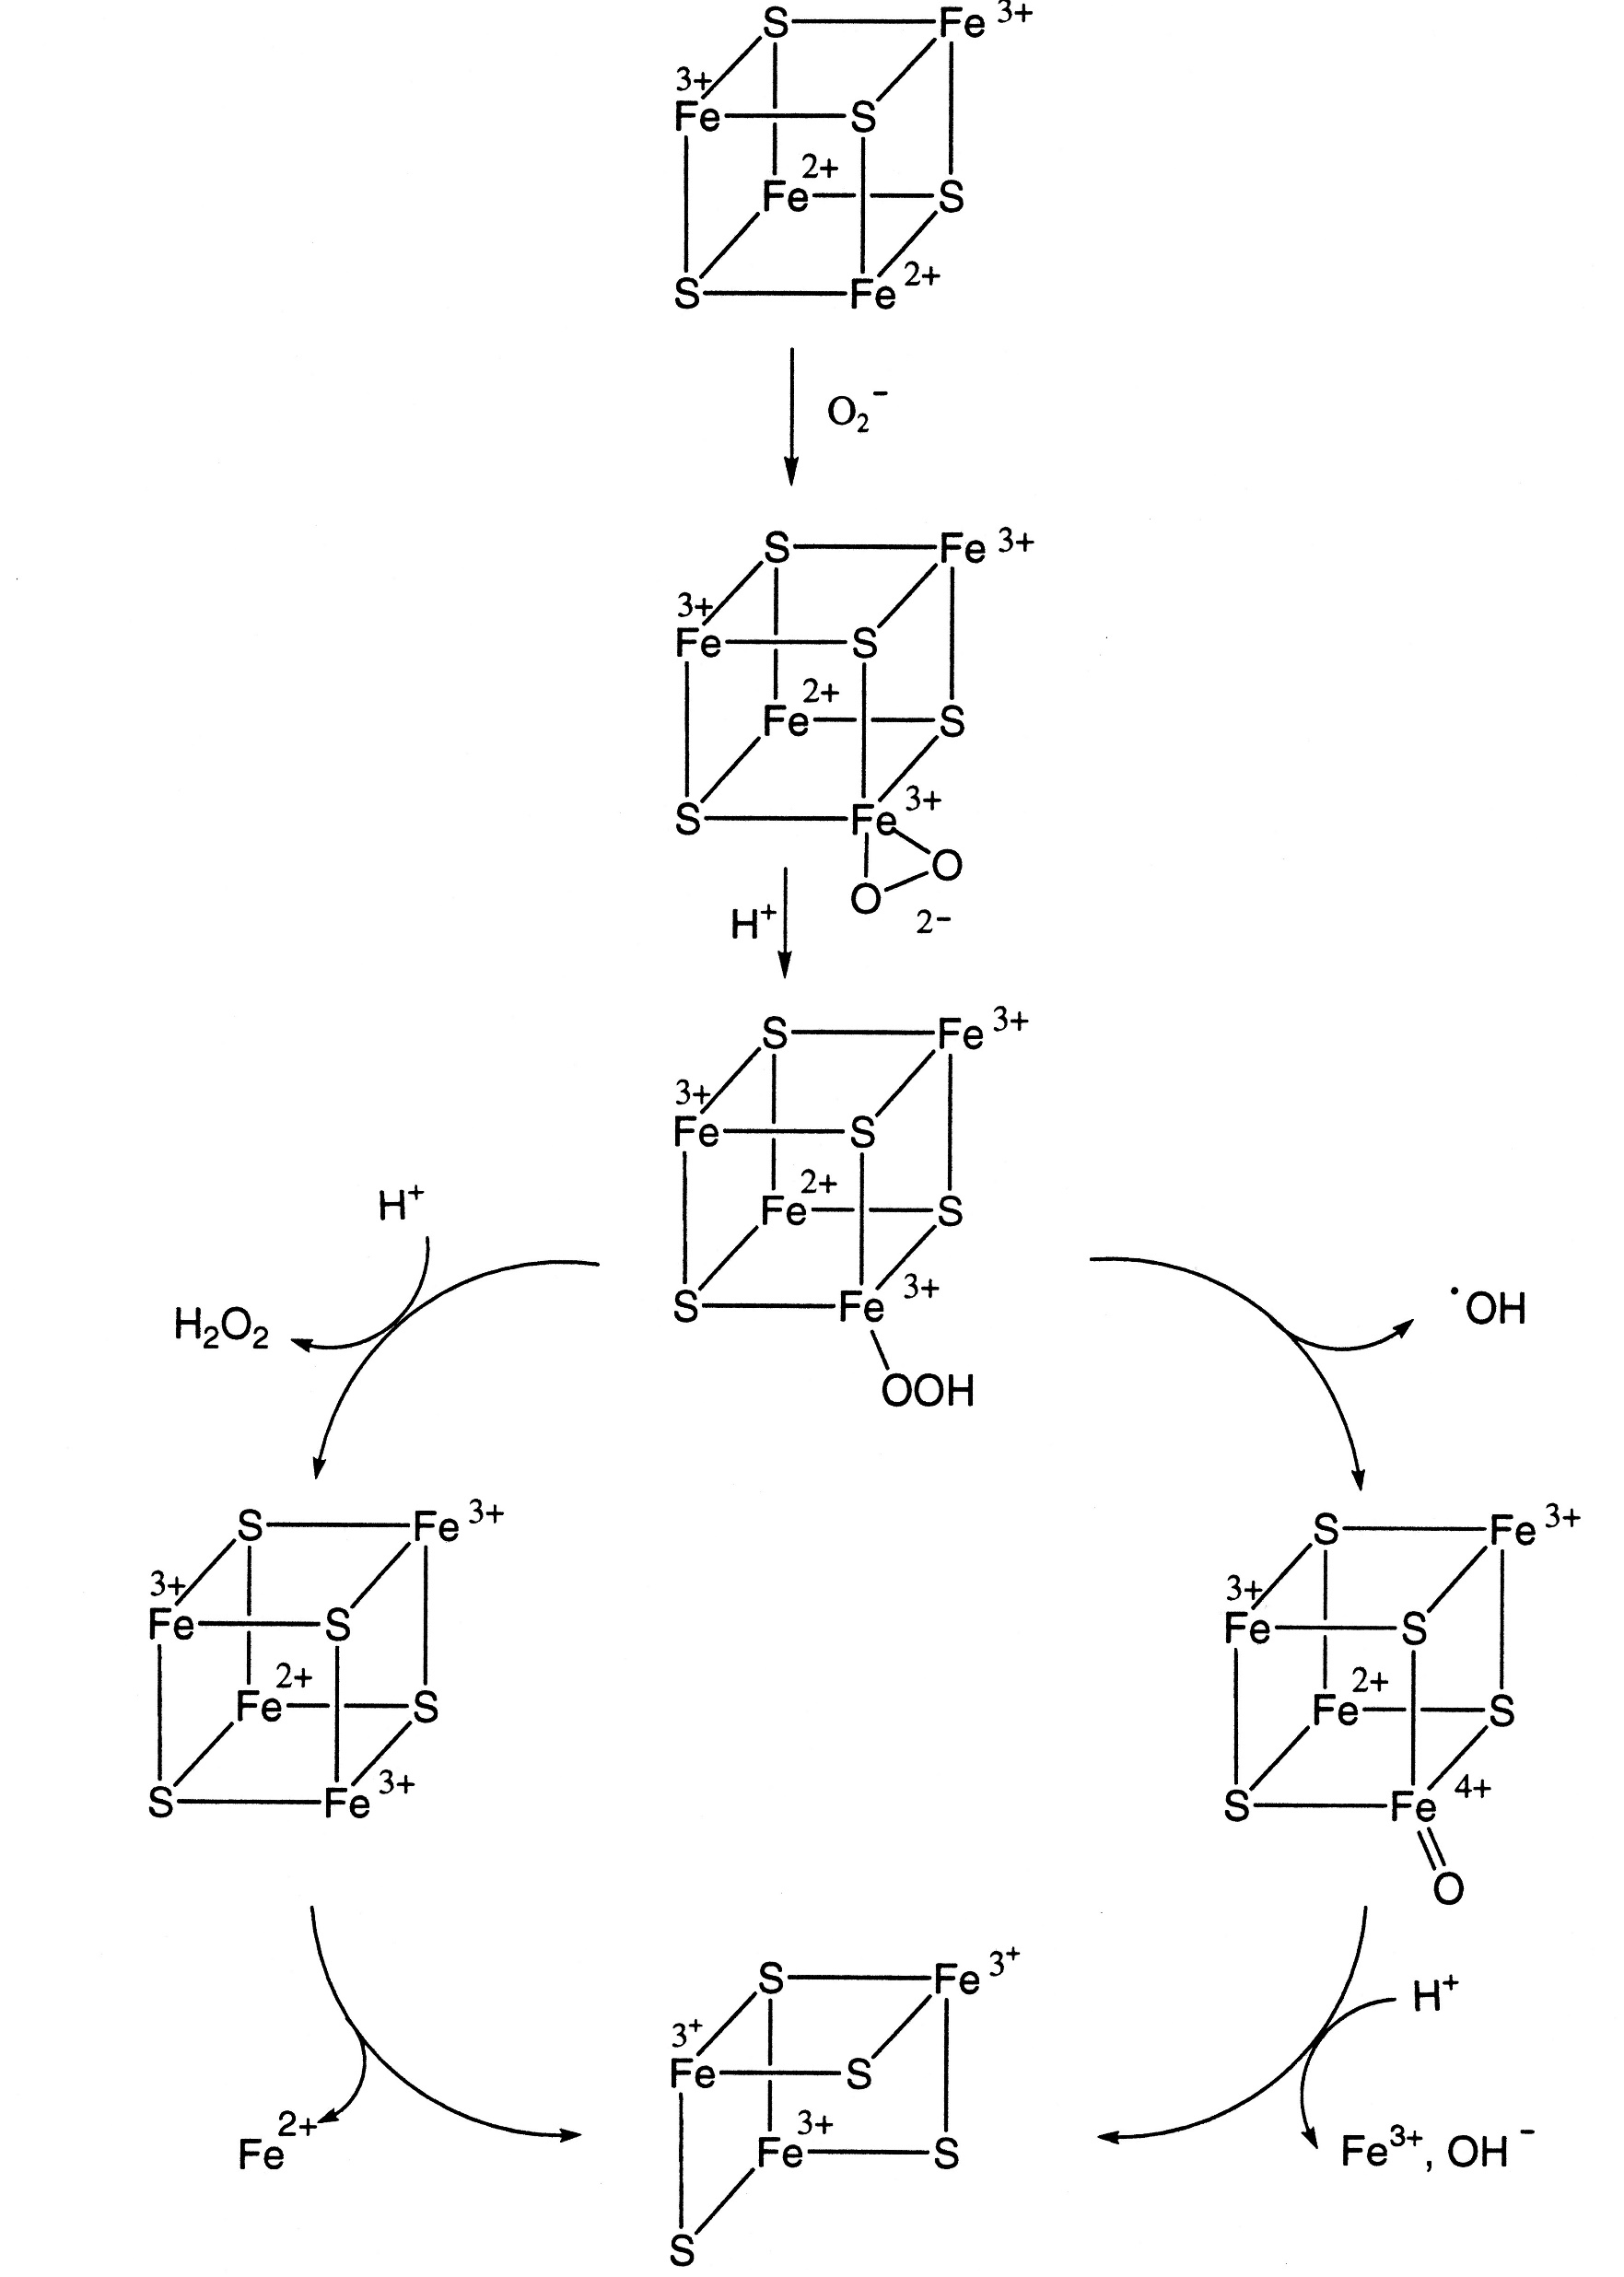 S Fe 3+
3+
Fe S
2+
Fe S
2+
S Fe
O₂⁻
S Fe 3+
3+
Fe S
2+
Fe S
3+
S Fe
O
O 2−
H⁺
S Fe 3+
3+
Fe S
2+
Fe S
3+
S Fe
OOH
H⁺
H₂O₂
•OH
S Fe 3+
3+
Fe S
2+
Fe S
3+
S Fe
S Fe 3+
3+
Fe S
2+
Fe S
4+
S Fe
O
S Fe 3+
3+
Fe S
3+
Fe S
S
Fe²⁺
H⁺
Fe³⁺, OH⁻